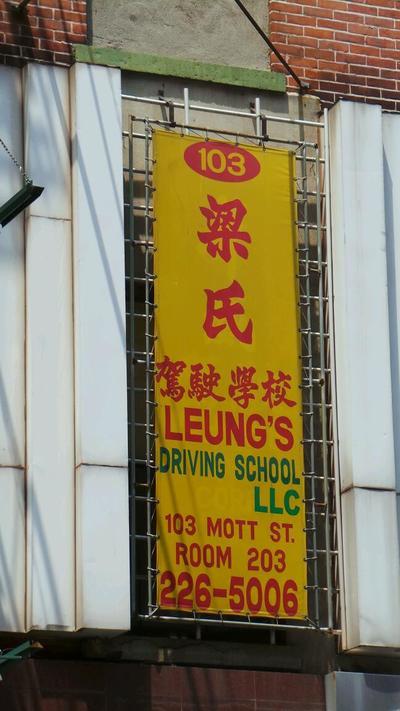 103
梁
氏
駕駛學校
LEUNG'S
DRIVING SCHOOL
LLC
103 MOTT ST.
ROOM 203
226-5006